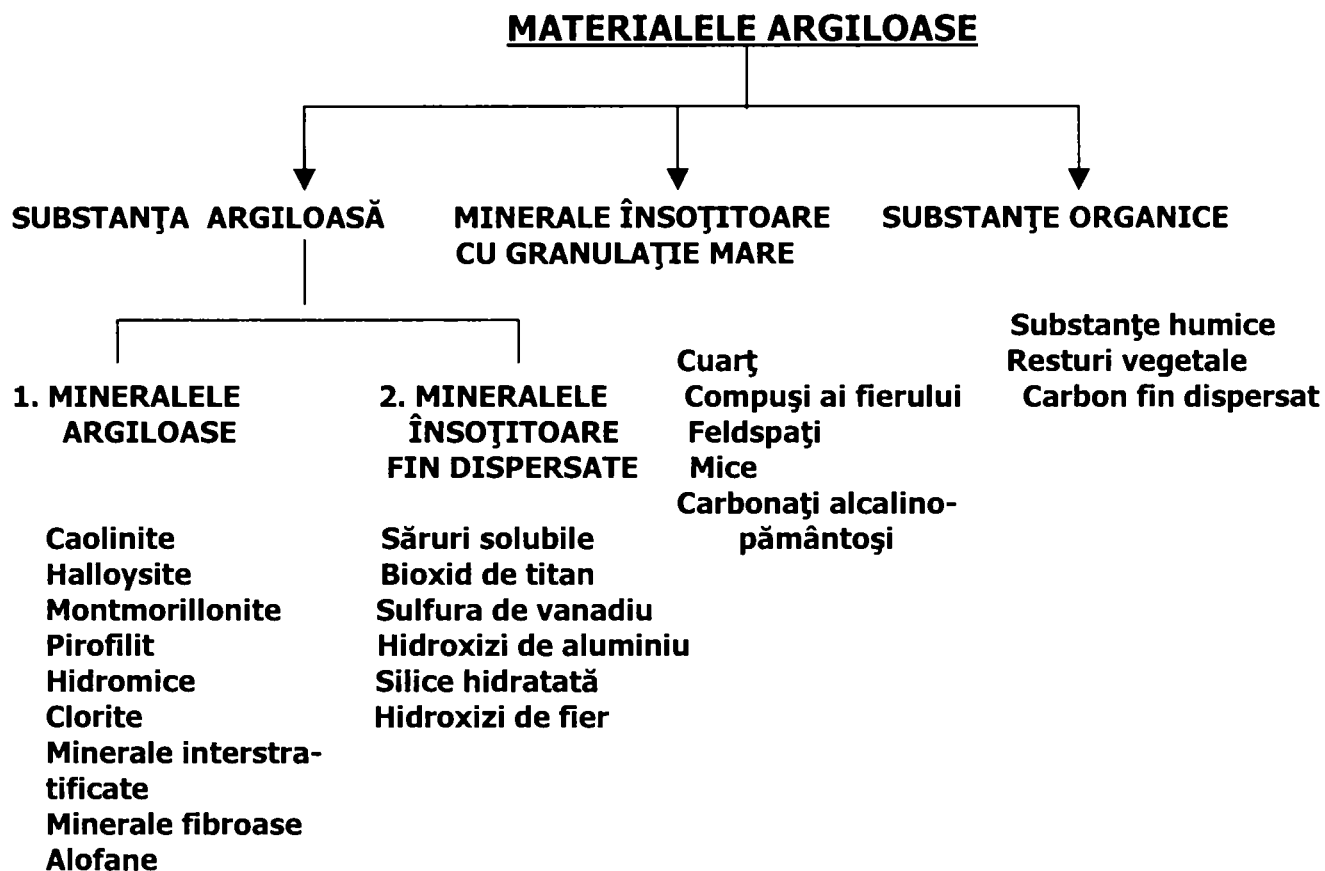 MATERIALELE ARGILOASE
SUBSTANŢA ARGILOASĂ
MINERALE ÎNSOŢITOARE
CU GRANULAŢIE MARE
SUBSTANŢE ORGANICE
1. MINERALELE
ARGILOASE
Caolinite
Halloysite
Montmorillonite
Pirofilit
Hidromice
Clorite
Minerale interstra-
tificate
Minerale fibroase
Alofane
2. MINERALELE
ÎNSOŢITOARE
FIN DISPERSATE
Săruri solubile
Bioxid de titan
Sulfura de vanadiu
Hidroxizi de aluminiu
Silice hidratată
Hidroxizi de fier
Cuarţ
Compuşi ai fierului
Feldspaţi
Mice
Carbonaţi alcalino-
pământoşi
Substanţe humice
Resturi vegetale
Carbon fin dispersat